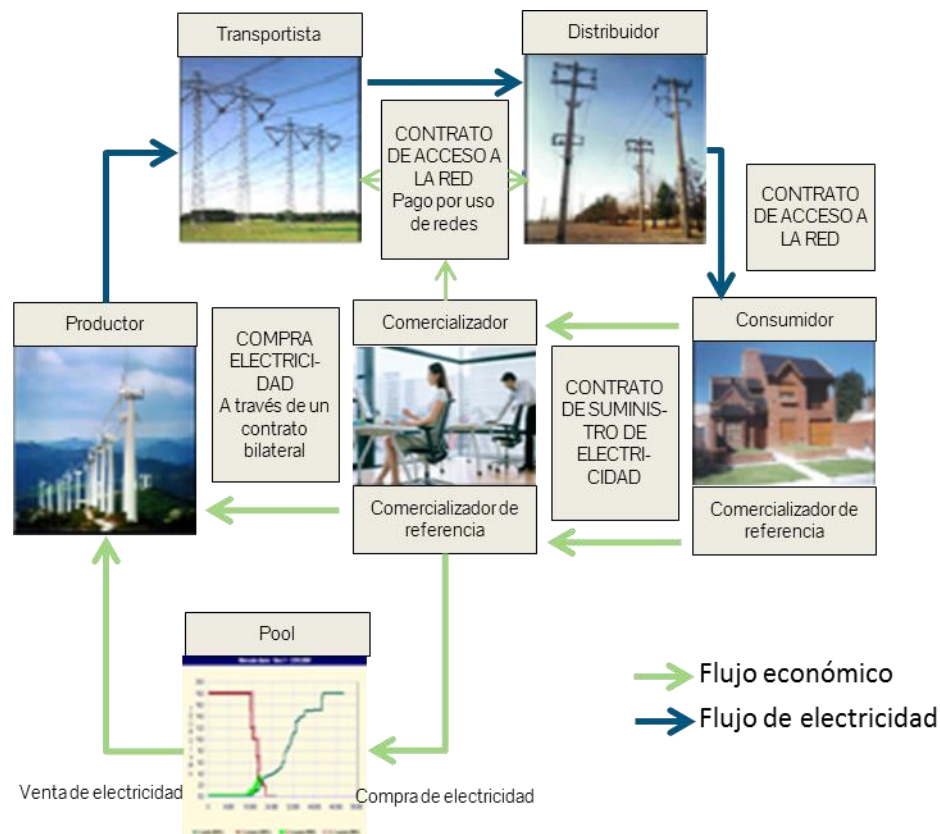 Transportista
Distribuidor
CONTRATO
DE ACCESO A
LA RED
Pago por uso
de redes
CONTRATO
DE ACCESO A
LA RED
Productor
COMPRA
ELECTRICI-
DAD
A través de un
contrato
bilateral
Comercializador
Consumidor
CONTRATO
DE SUMINIS-
TRO DE
ELECTRI-
CIDAD
Comercializador de
referencia
Comercializador de
referencia
Pool
Flujo económico
Flujo de electricidad
Venta de electricidad
Compra de electricidad